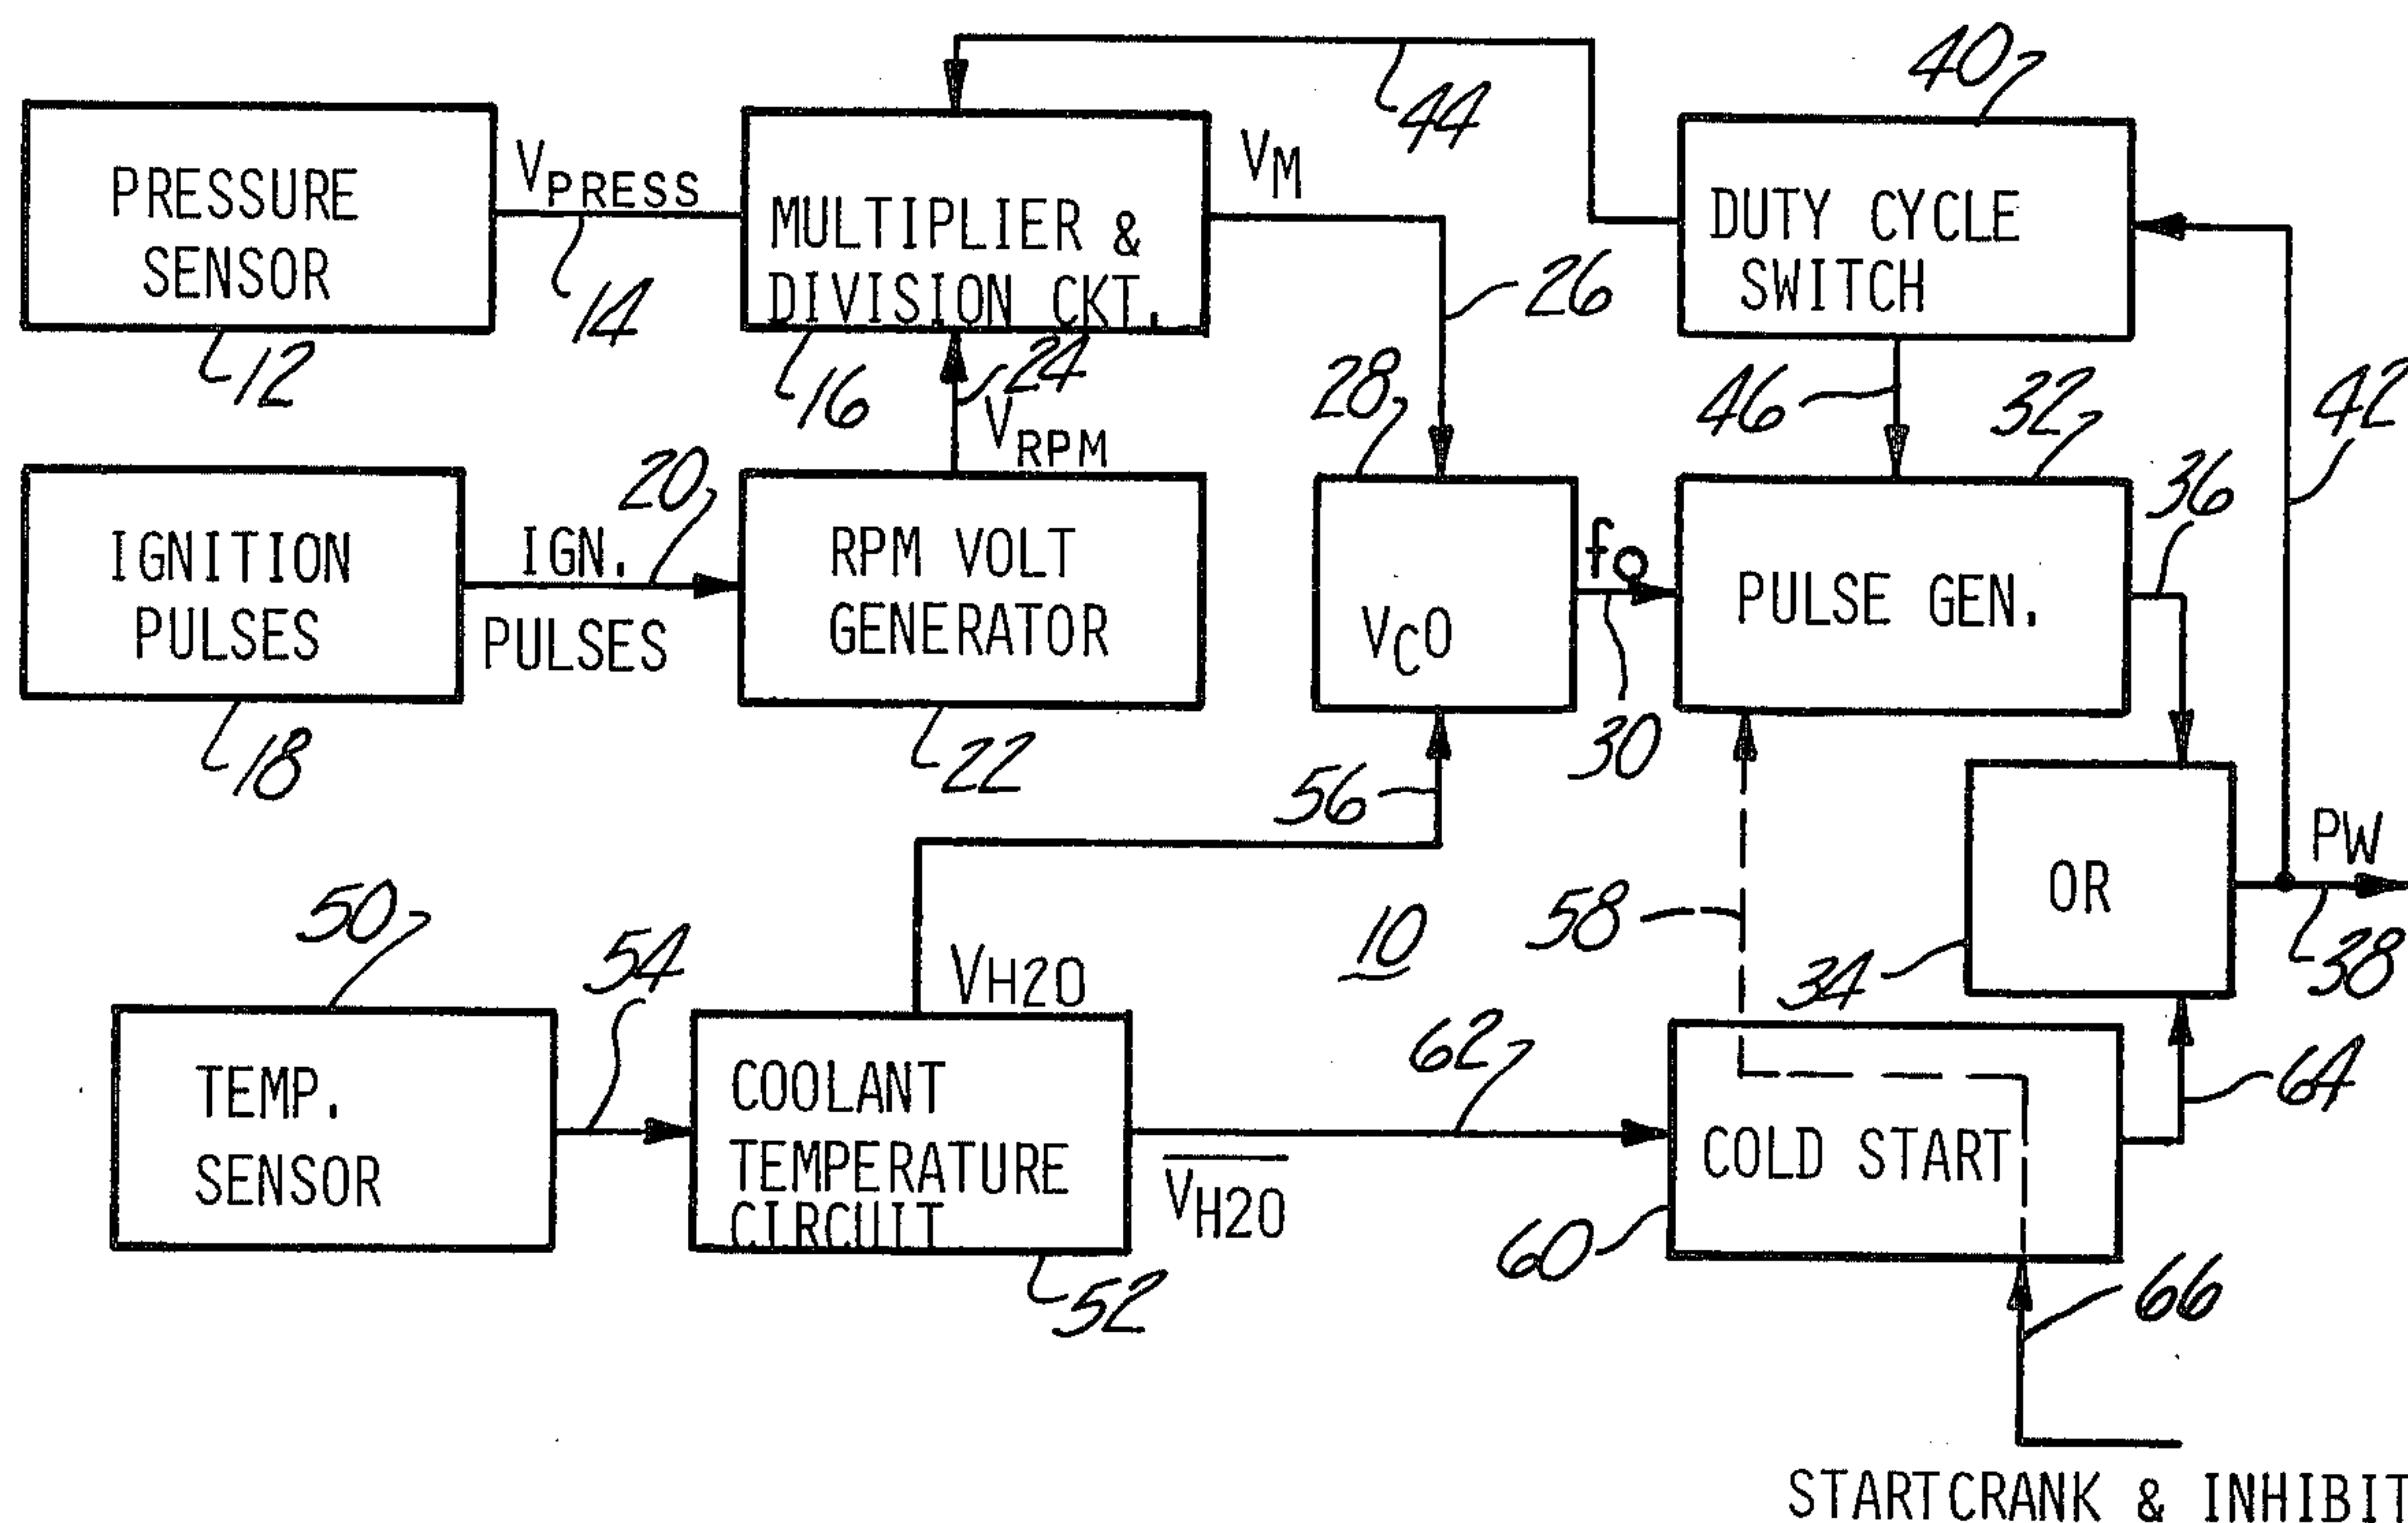 40
44
PRESSURE
SENSOR
VPRESS
14
12
MULTIPLIER &
DIVISION CKT.
16
24
VRPM
VM
26
28
DUTY CYCLE
SWITCH
46
32
36
42
IGNITION
PULSES
18
IGN.
PULSES
20
RPM VOLT
GENERATOR
22
VCO
fo
30
PULSE GEN.
56
58
10
OR
34
PW
38
50
TEMP.
SENSOR
54
VH2O
COOLANT
TEMPERATURE
CIRCUIT
52
62
V̅H̅2̅O̅
COLD START
60
64
66
STARTCRANK & INHIBIT